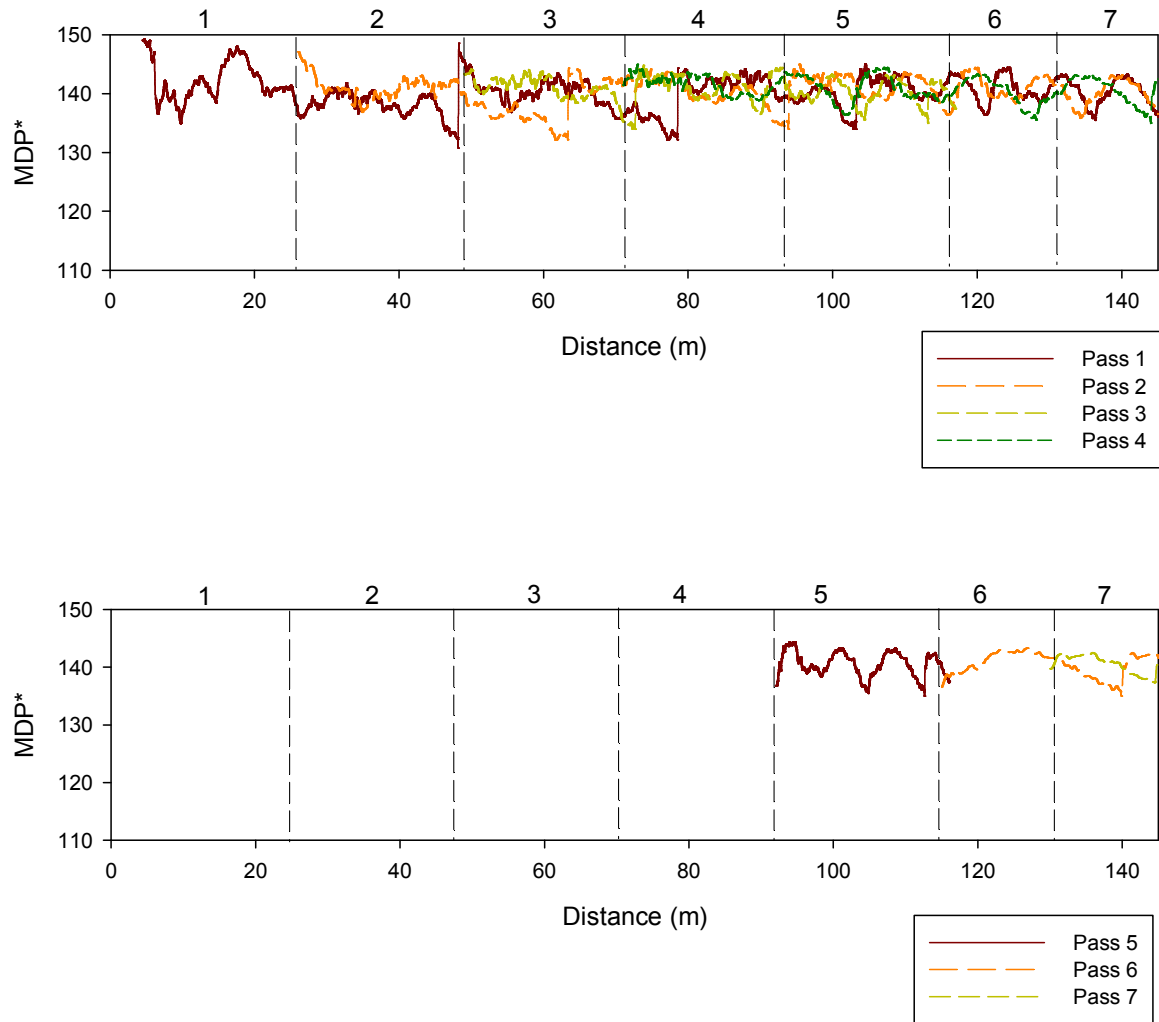 1 2 3 4 5 6 7
150
140
130
120
110
MDP*
0 20 40 60 80 100 120 140
Distance (m)
Pass 1
Pass 2
Pass 3
Pass 4
1 2 3 4 5 6 7
150
140
130
120
110
MDP*
0 20 40 60 80 100 120 140
Distance (m)
Pass 5
Pass 6
Pass 7